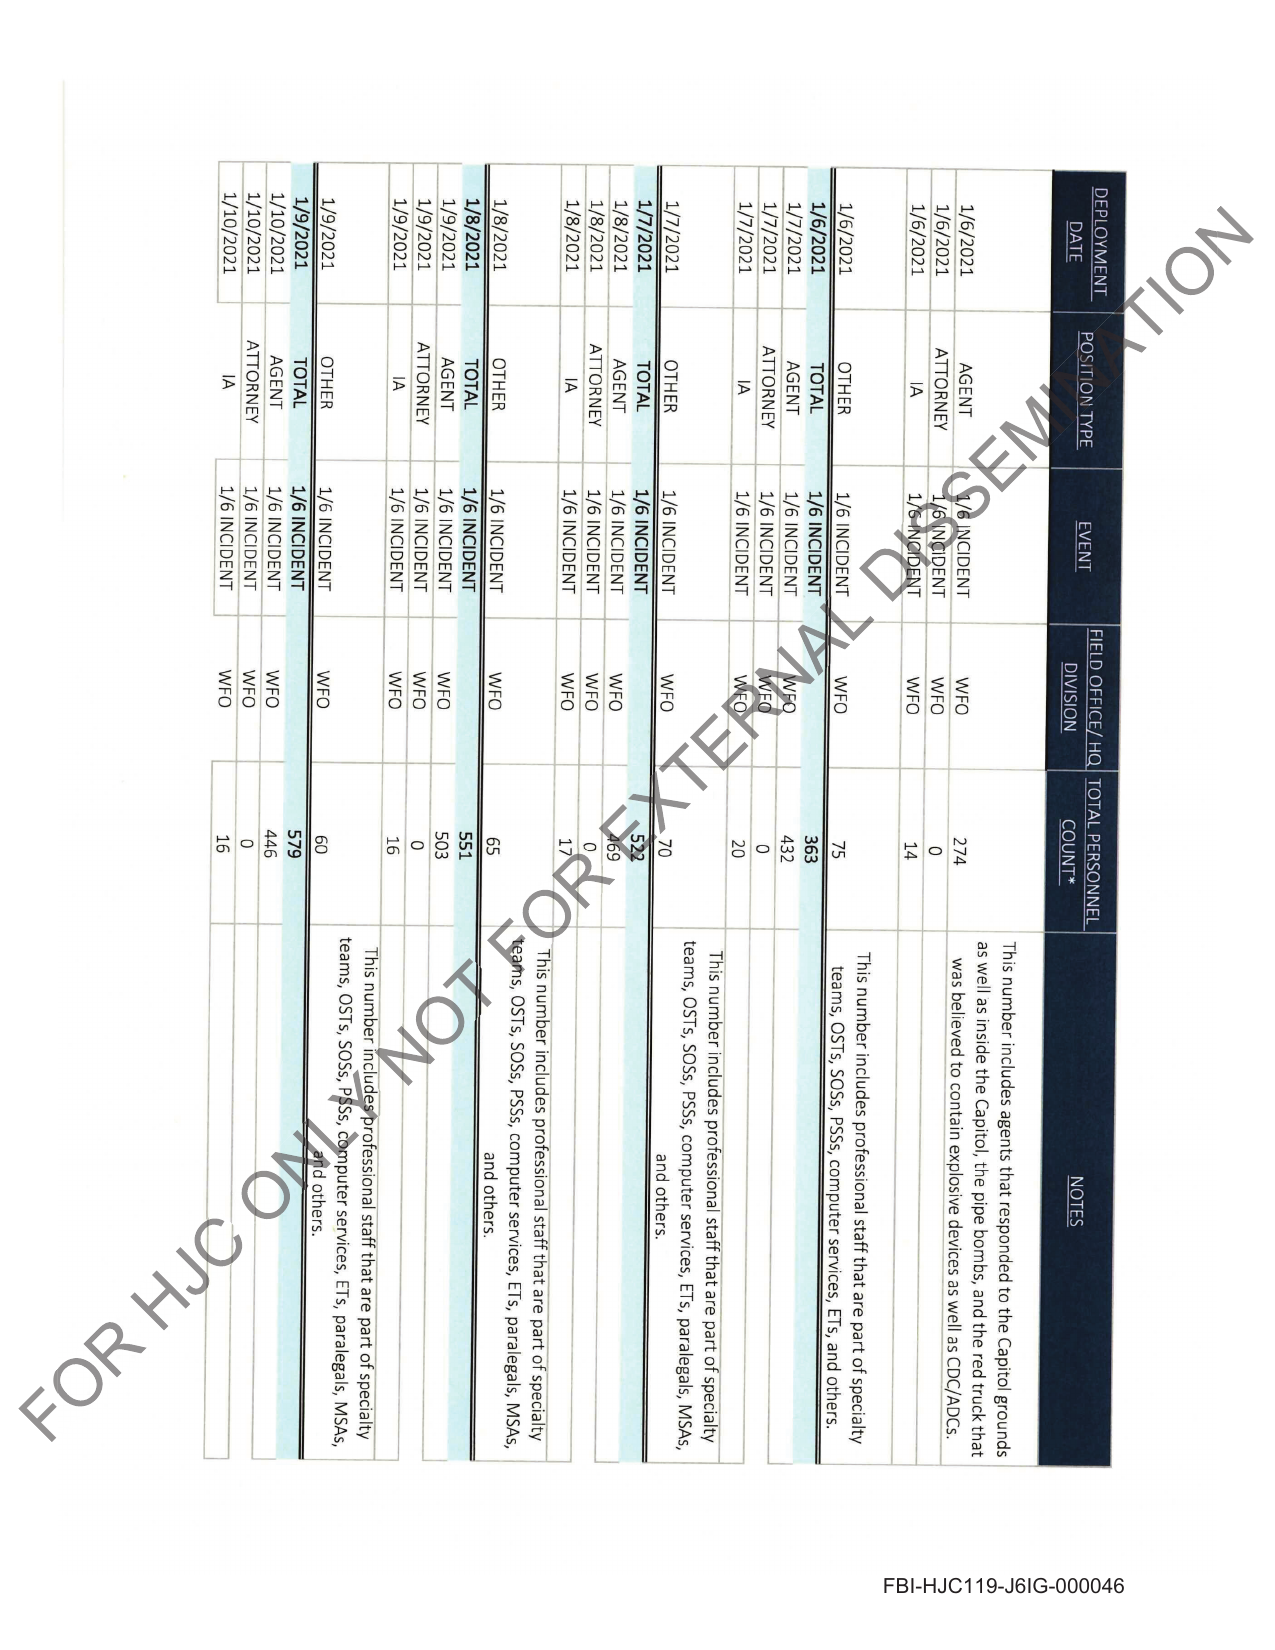 DEPLOYMENT DATE POSITION TYPE EVENT FIELD OFFICE/ HQ DIVISION TOTAL PERSONNEL COUNT* NOTES
1/6/2021 AGENT 1/6 INCIDENT WFO 274 This number includes agents that responded to the Capitol grounds
as well as inside the Capitol, the pipe bombs, and the red truck that
was believed to contain explosive devices as well as CDC/ADCs.
1/6/2021 ATTORNEY 1/6 INCIDENT WFO 0
1/6/2021 IA 1/6 INCIDENT WFO 14
1/6/2021 OTHER 1/6 INCIDENT WFO 75 This number includes professional staff that are part of specialty
teams, OSTs, SOSs, PSSs, computer services, ETs, and others.
1/6/2021 TOTAL 1/6 INCIDENT 363
1/7/2021 AGENT 1/6 INCIDENT WFO 432
1/7/2021 ATTORNEY 1/6 INCIDENT WFO 0
1/7/2021 IA 1/6 INCIDENT WFO 20
1/7/2021 OTHER 1/6 INCIDENT WFO 70 This number includes professional staff that are part of specialty
teams, OSTs, SOSs, PSSs, computer services, ETs, paralegals, MSAs,
and others.
1/7/2021 TOTAL 1/6 INCIDENT 522
1/8/2021 AGENT 1/6 INCIDENT WFO 469
1/8/2021 ATTORNEY 1/6 INCIDENT WFO 0
1/8/2021 IA 1/6 INCIDENT WFO 17
1/8/2021 OTHER 1/6 INCIDENT WFO 65 This number includes professional staff that are part of specialty
teams, OSTs, SOSs, PSSs, computer services, ETs, paralegals, MSAs,
and others.
1/8/2021 TOTAL 1/6 INCIDENT 551
1/9/2021 AGENT 1/6 INCIDENT WFO 503
1/9/2021 ATTORNEY 1/6 INCIDENT WFO 0
1/9/2021 IA 1/6 INCIDENT WFO 16
1/9/2021 OTHER 1/6 INCIDENT WFO 60 This number includes professional staff that are part of specialty
teams, OSTs, SOSs, PSSs, computer services, ETs, paralegals, MSAs,
and others.
1/9/2021 TOTAL 1/6 INCIDENT 579
1/10/2021 AGENT 1/6 INCIDENT WFO 446
1/10/2021 ATTORNEY 1/6 INCIDENT WFO 0
1/10/2021 IA 1/6 INCIDENT WFO 16
FOR HJC ONLY NOT FOR EXTERNAL DISSEMINATION
FBI-HJC119-J6IG-000046